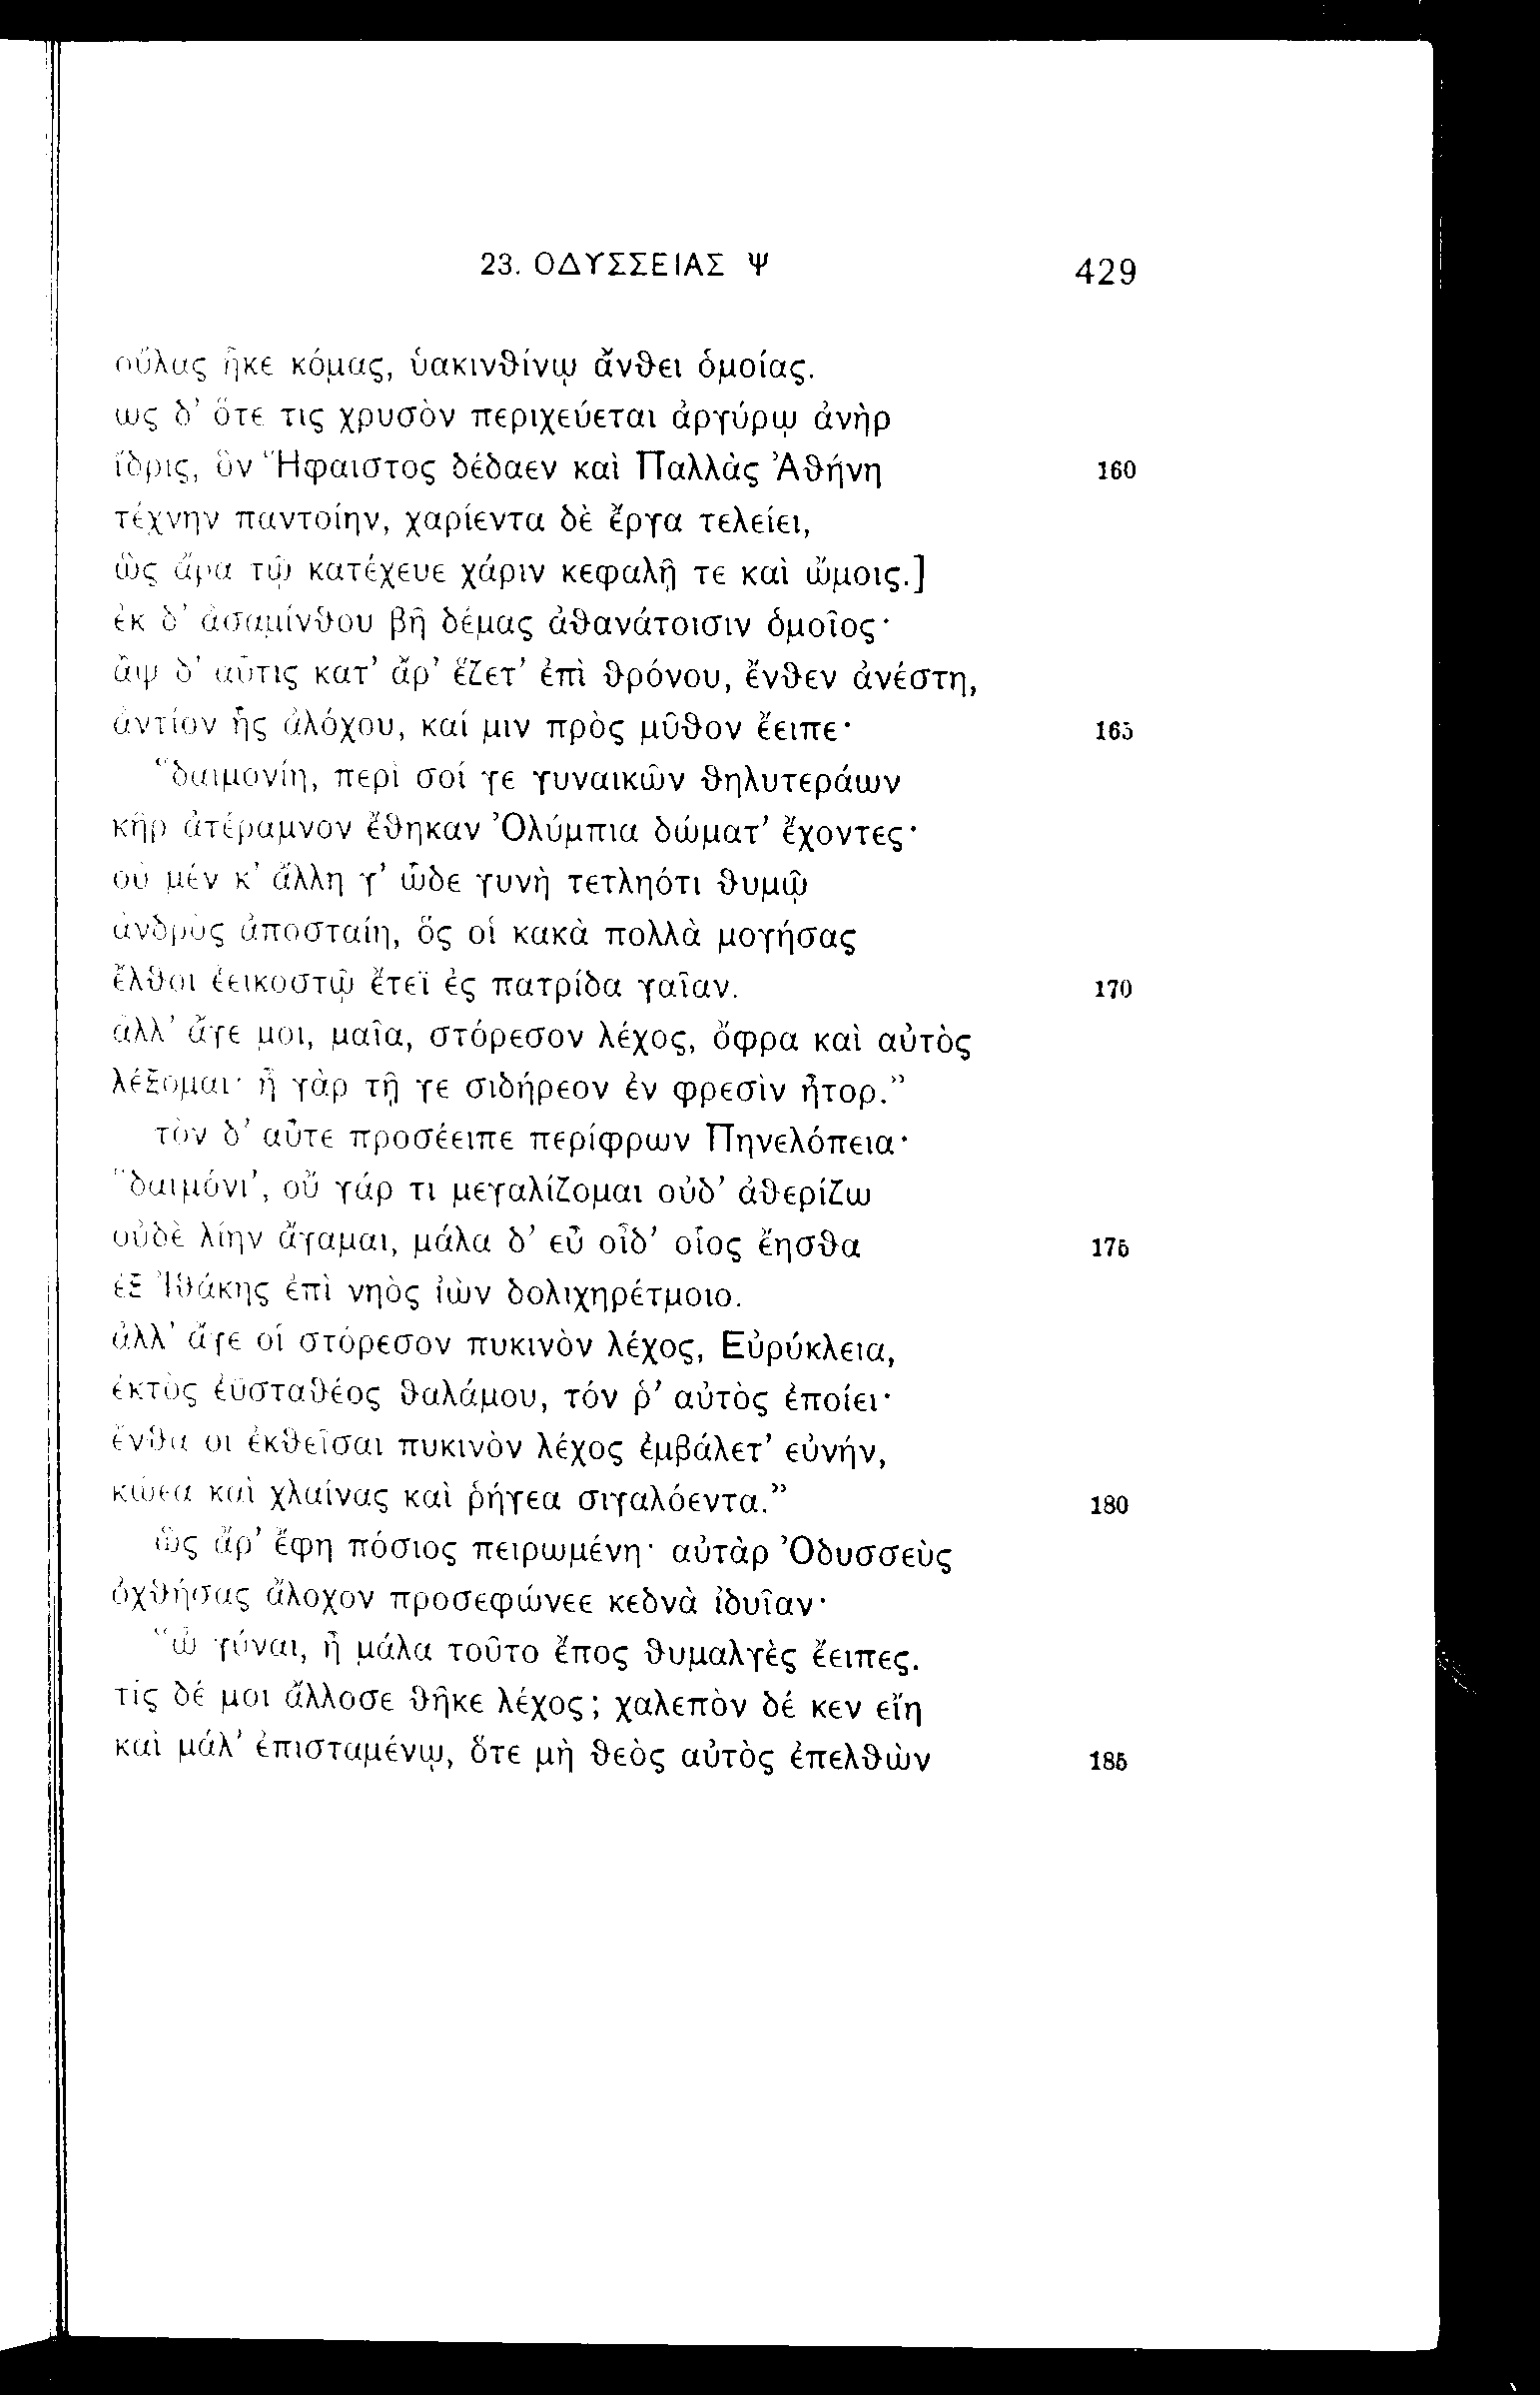 23. ΟΔΥΣΣΕΙΑΣ Ψ 429
οὔλας ἧκε κόμας, ὑακινθίνῳ ἄνθει ὁμοίας.
ὡς δ’ ὅτε τις χρυσὸν περιχεύεται ἀργύρῳ ἀνὴρ
ἴδρις, ὃν Ἥφαιστος δέδαεν καὶ Παλλὰς Ἀθήνη 160
τέχνην παντοίην, χαρίεντα δὲ ἔργα τελείει,
ὣς ἄρα τῷ κατέχευε χάριν κεφαλῇ τε καὶ ὤμοις.]
ἐκ δ’ ἀσαμίνθου βῆ δέμας ἀθανάτοισιν ὁμοῖος·
ἂψ δ’ αὖτις κατ’ ἄρ’ ἕζετ’ ἐπὶ θρόνου, ἔνθεν ἀνέστη,
ἀντίον ἧς ἀλόχου, καί μιν πρὸς μῦθον ἔειπε· 165
“δαιμονίη, περὶ σοί γε γυναικῶν θηλυτεράων
κῆρ ἀτέραμνον ἔθηκαν Ὀλύμπια δώματ’ ἔχοντες·
οὐ μέν κ’ ἄλλη γ’ ὧδε γυνὴ τετληότι θυμῷ
ἀνδρὸς ἀποσταίη, ὅς οἱ κακὰ πολλὰ μογήσας
ἔλθοι ἐεικοστῷ ἔτεϊ ἐς πατρίδα γαῖαν. 170
ἀλλ’ ἄγε μοι, μαῖα, στόρεσον λέχος, ὄφρα καὶ αὐτὸς
λέξομαι· ἦ γὰρ τῇ γε σιδήρεον ἐν φρεσὶν ἦτορ.”
τὸν δ’ αὖτε προσέειπε περίφρων Πηνελόπεια·
“δαιμόνι’, οὔ γάρ τι μεγαλίζομαι οὐδ’ ἀθερίζω
οὐδὲ λίην ἄγαμαι, μάλα δ’ εὖ οἶδ’ οἷος ἔησθα 175
ἐξ Ἰθάκης ἐπὶ νηὸς ἰὼν δολιχηρέτμοιο.
ἀλλ’ ἄγε οἱ στόρεσον πυκινὸν λέχος, Εὐρύκλεια,
ἐκτὸς ἐϋσταθέος θαλάμου, τόν ῥ’ αὐτὸς ἐποίει·
ἔνθα οἱ ἐκθεῖσαι πυκινὸν λέχος ἐμβάλετ’ εὐνήν,
κώεα καὶ χλαίνας καὶ ῥήγεα σιγαλόεντα.” 180
ὣς ἄρ’ ἔφη πόσιος πειρωμένη· αὐτὰρ Ὀδυσσεὺς
ὀχθήσας ἄλοχον προσεφώνεε κεδνὰ ἰδυῖαν·
“ὦ γύναι, ἦ μάλα τοῦτο ἔπος θυμαλγὲς ἔειπες.
τίς δέ μοι ἄλλοσε θῆκε λέχος; χαλεπὸν δέ κεν εἴη
καὶ μάλ’ ἐπισταμένῳ, ὅτε μὴ θεὸς αὐτὸς ἐπελθὼν 185